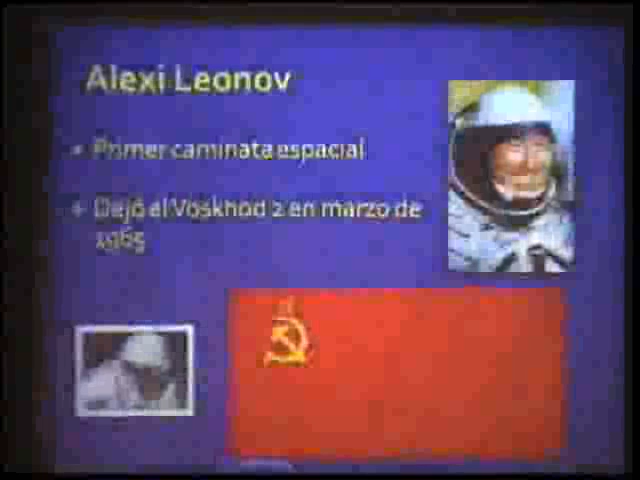 Alexi Leonov
Primer caminata espacial
Dejó el Voskhod 2 en marzo de
1965